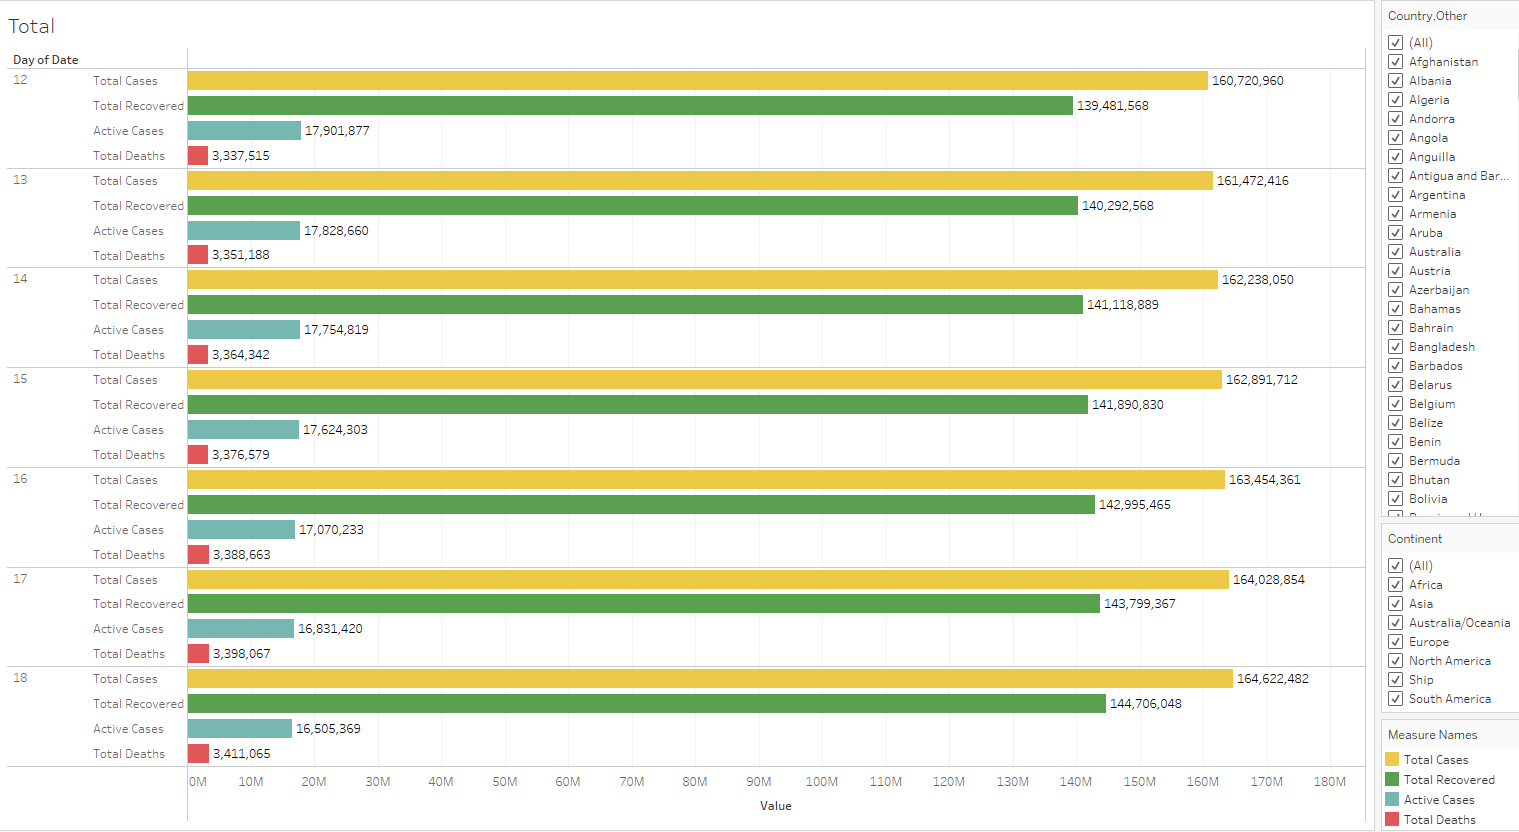 Total
Day of Date
12
Total Cases 160,720,960
Total Recovered 139,481,568
Active Cases 17,901,877
Total Deaths 3,337,515
13
Total Cases 161,472,416
Total Recovered 140,292,568
Active Cases 17,828,660
Total Deaths 3,351,188
14
Total Cases 162,238,050
Total Recovered 141,118,889
Active Cases 17,754,819
Total Deaths 3,364,342
15
Total Cases 162,891,712
Total Recovered 141,890,830
Active Cases 17,624,303
Total Deaths 3,376,579
16
Total Cases 163,454,361
Total Recovered 142,995,465
Active Cases 17,070,233
Total Deaths 3,388,663
17
Total Cases 164,028,854
Total Recovered 143,799,367
Active Cases 16,831,420
Total Deaths 3,398,067
18
Total Cases 164,622,482
Total Recovered 144,706,048
Active Cases 16,505,369
Total Deaths 3,411,065
0M 10M 20M 30M 40M 50M 60M 70M 80M 90M 100M 110M 120M 130M 140M 150M 160M 170M 180M
Value
Country,Other
(All)
Afghanistan
Albania
Algeria
Andorra
Angola
Anguilla
Antigua and Bar...
Argentina
Armenia
Aruba
Australia
Austria
Azerbaijan
Bahamas
Bahrain
Bangladesh
Barbados
Belarus
Belgium
Belize
Benin
Bermuda
Bhutan
Bolivia
Continent
(All)
Africa
Asia
Australia/Oceania
Europe
North America
Ship
South America
Measure Names
Total Cases
Total Recovered
Active Cases
Total Deaths